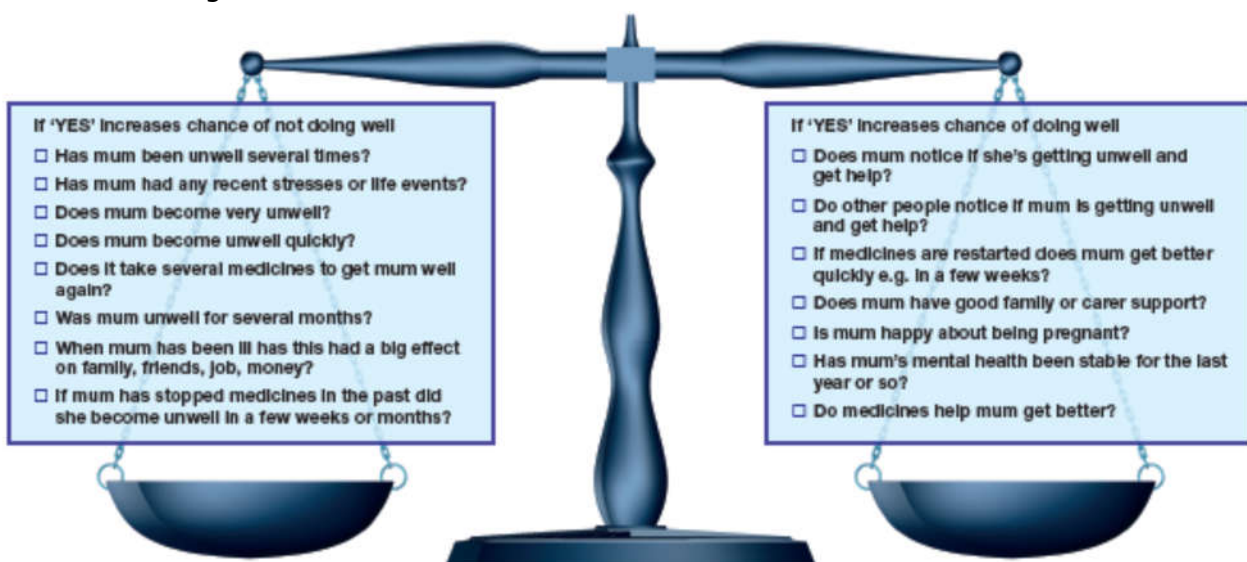 If ‘YES’ increases chance of not doing well
☐ Has mum been unwell several times?
☐ Has mum had any recent stresses or life events?
☐ Does mum become very unwell?
☐ Does mum become unwell quickly?
☐ Does it take several medicines to get mum well
again?
☐ Was mum unwell for several months?
☐ When mum has been ill has this had a big effect
on family, friends, job, money?
☐ If mum has stopped medicines in the past did
she become unwell in a few weeks or months?
If ‘YES’ increases chance of doing well
☐ Does mum notice if she’s getting unwell and
get help?
☐ Do other people notice if mum is getting unwell
and get help?
☐ If medicines are restarted does mum get better
quickly e.g. in a few weeks?
☐ Does mum have good family or carer support?
☐ Is mum happy about being pregnant?
☐ Has mum’s mental health been stable for the last
year or so?
☐ Do medicines help mum get better?